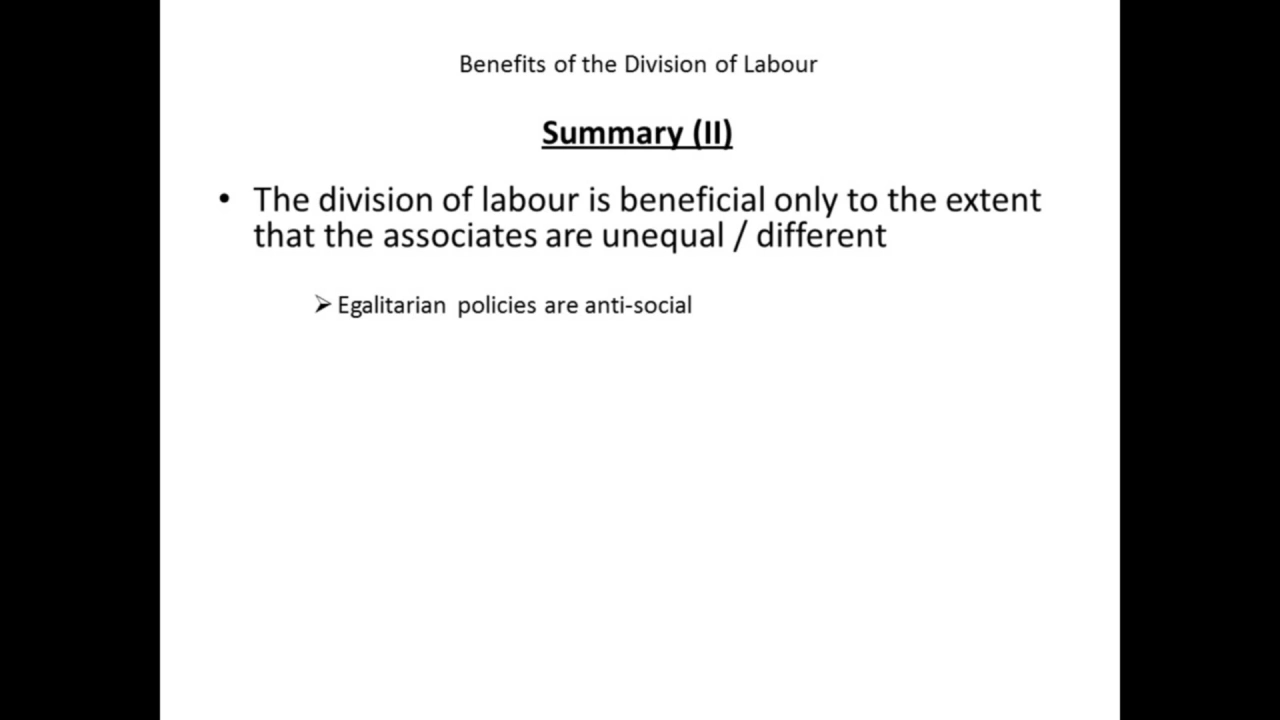 Benefits of the Division of Labour
Summary (II)
• The division of labour is beneficial only to the extent
that the associates are unequal / different
➢ Egalitarian policies are anti-social